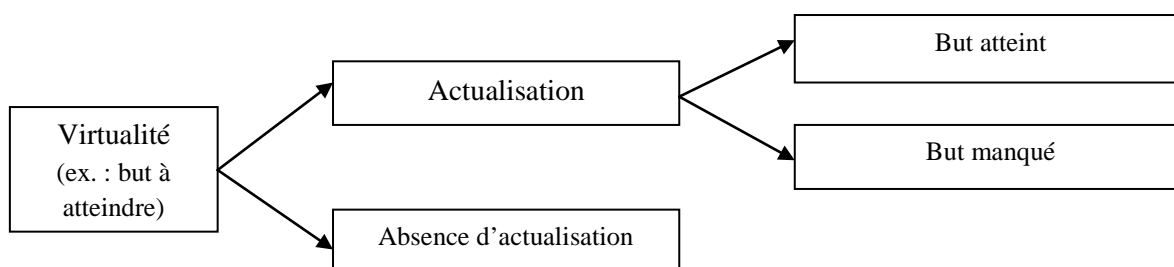 Virtualité
(ex. : but à
atteindre)
Actualisation
Absence d’actualisation
But atteint
But manqué